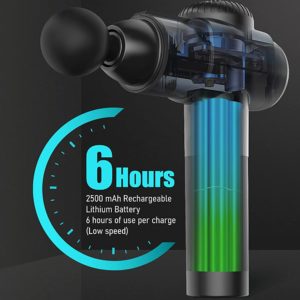 6 Hours
2500 mAh Rechargeable
Lithium Battery
6 hours of use per charge
(Low speed)